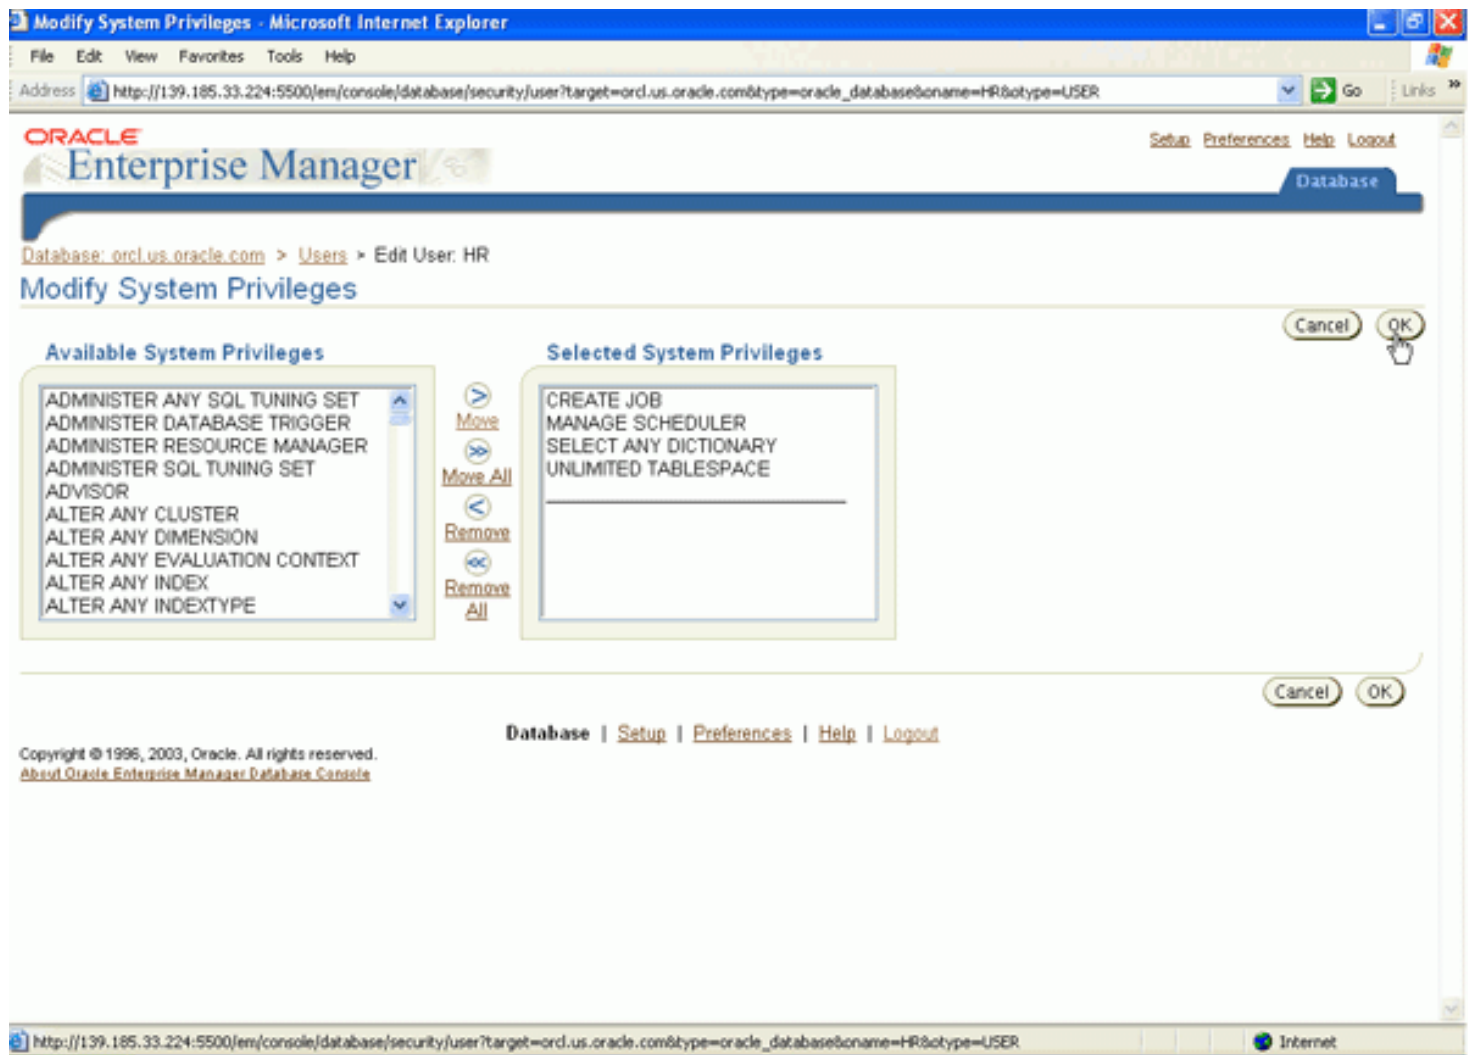 Modify System Privileges - Microsoft Internet Explorer
File Edit View Favorites Tools Help
Address http://139.185.33.224:5500/em/console/database/security/user?target=orcl.us.oracle.com&type=oracle_database&oname=HR&otype=USER Go Links »
ORACLE
Enterprise Manager
Setup Preferences Help Logout
Database
Database: orcl.us.oracle.com > Users > Edit User: HR
Modify System Privileges
Cancel OK
Available System Privileges
ADMINISTER ANY SQL TUNING SET
ADMINISTER DATABASE TRIGGER
ADMINISTER RESOURCE MANAGER
ADMINISTER SQL TUNING SET
ADVISOR
ALTER ANY CLUSTER
ALTER ANY DIMENSION
ALTER ANY EVALUATION CONTEXT
ALTER ANY INDEX
ALTER ANY INDEXTYPE
Move
Move All
Remove
Remove
All
Selected System Privileges
CREATE JOB
MANAGE SCHEDULER
SELECT ANY DICTIONARY
UNLIMITED TABLESPACE
Cancel OK
Database | Setup | Preferences | Help | Logout
Copyright © 1996, 2003, Oracle. All rights reserved.
About Oracle Enterprise Manager Database Console
http://139.185.33.224:5500/em/console/database/security/user?target=orcl.us.oracle.com&type=oracle_database&oname=HR&otype=USER Internet